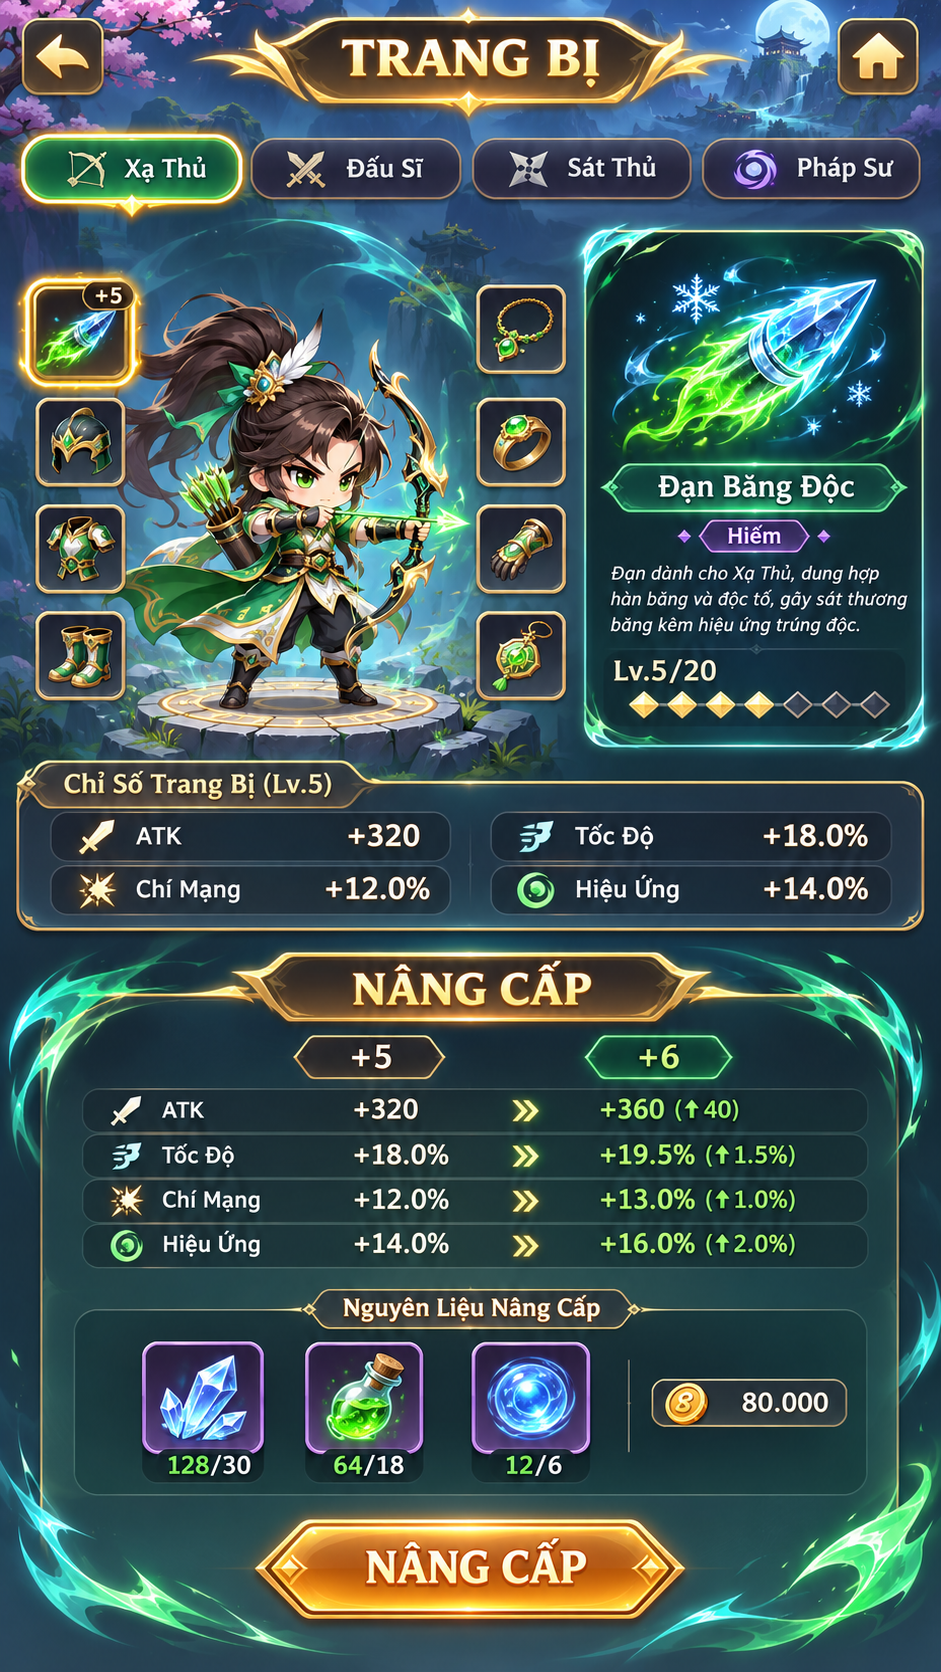 TRANG BỊ
Xạ Thủ
Đấu Sĩ
Sát Thủ
Pháp Sư
+5
Đạn Băng Độc
Hiếm
Đạn dành cho Xạ Thủ, dung hợp
hàn băng và độc tố, gây sát thương
băng kèm hiệu ứng trúng độc.
Lv.5/20
Chỉ Số Trang Bị (Lv.5)
ATK +320
Tốc Độ +18.0%
Chí Mạng +12.0%
Hiệu Ứng +14.0%
NÂNG CẤP
+5 +6
ATK +320 » +360 (↑40)
Tốc Độ +18.0% » +19.5% (↑1.5%)
Chí Mạng +12.0% » +13.0% (↑1.0%)
Hiệu Ứng +14.0% » +16.0% (↑2.0%)
Nguyên Liệu Nâng Cấp
128/30
64/18
12/6
8 80.000
NÂNG CẤP